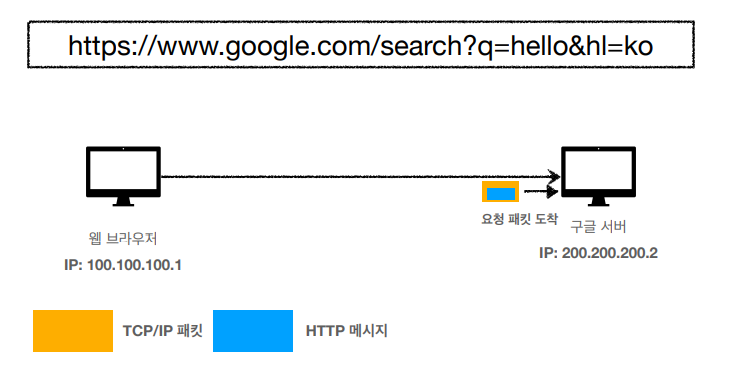 https://www.google.com/search?q=hello&hl=ko
요청 패킷 도착
웹 브라우저
구글 서버
IP: 100.100.100.1
IP: 200.200.200.2
TCP/IP 패킷
HTTP 메시지